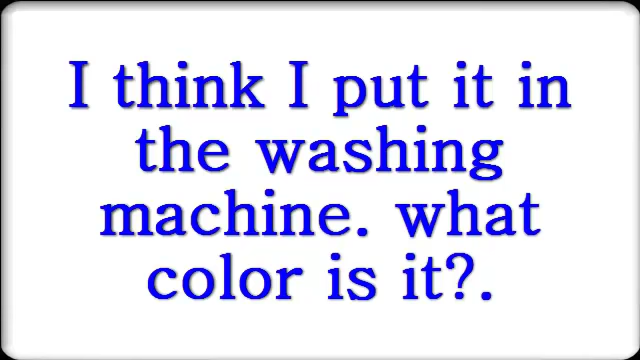 I think I put it in
the washing
machine. what
color is it?.